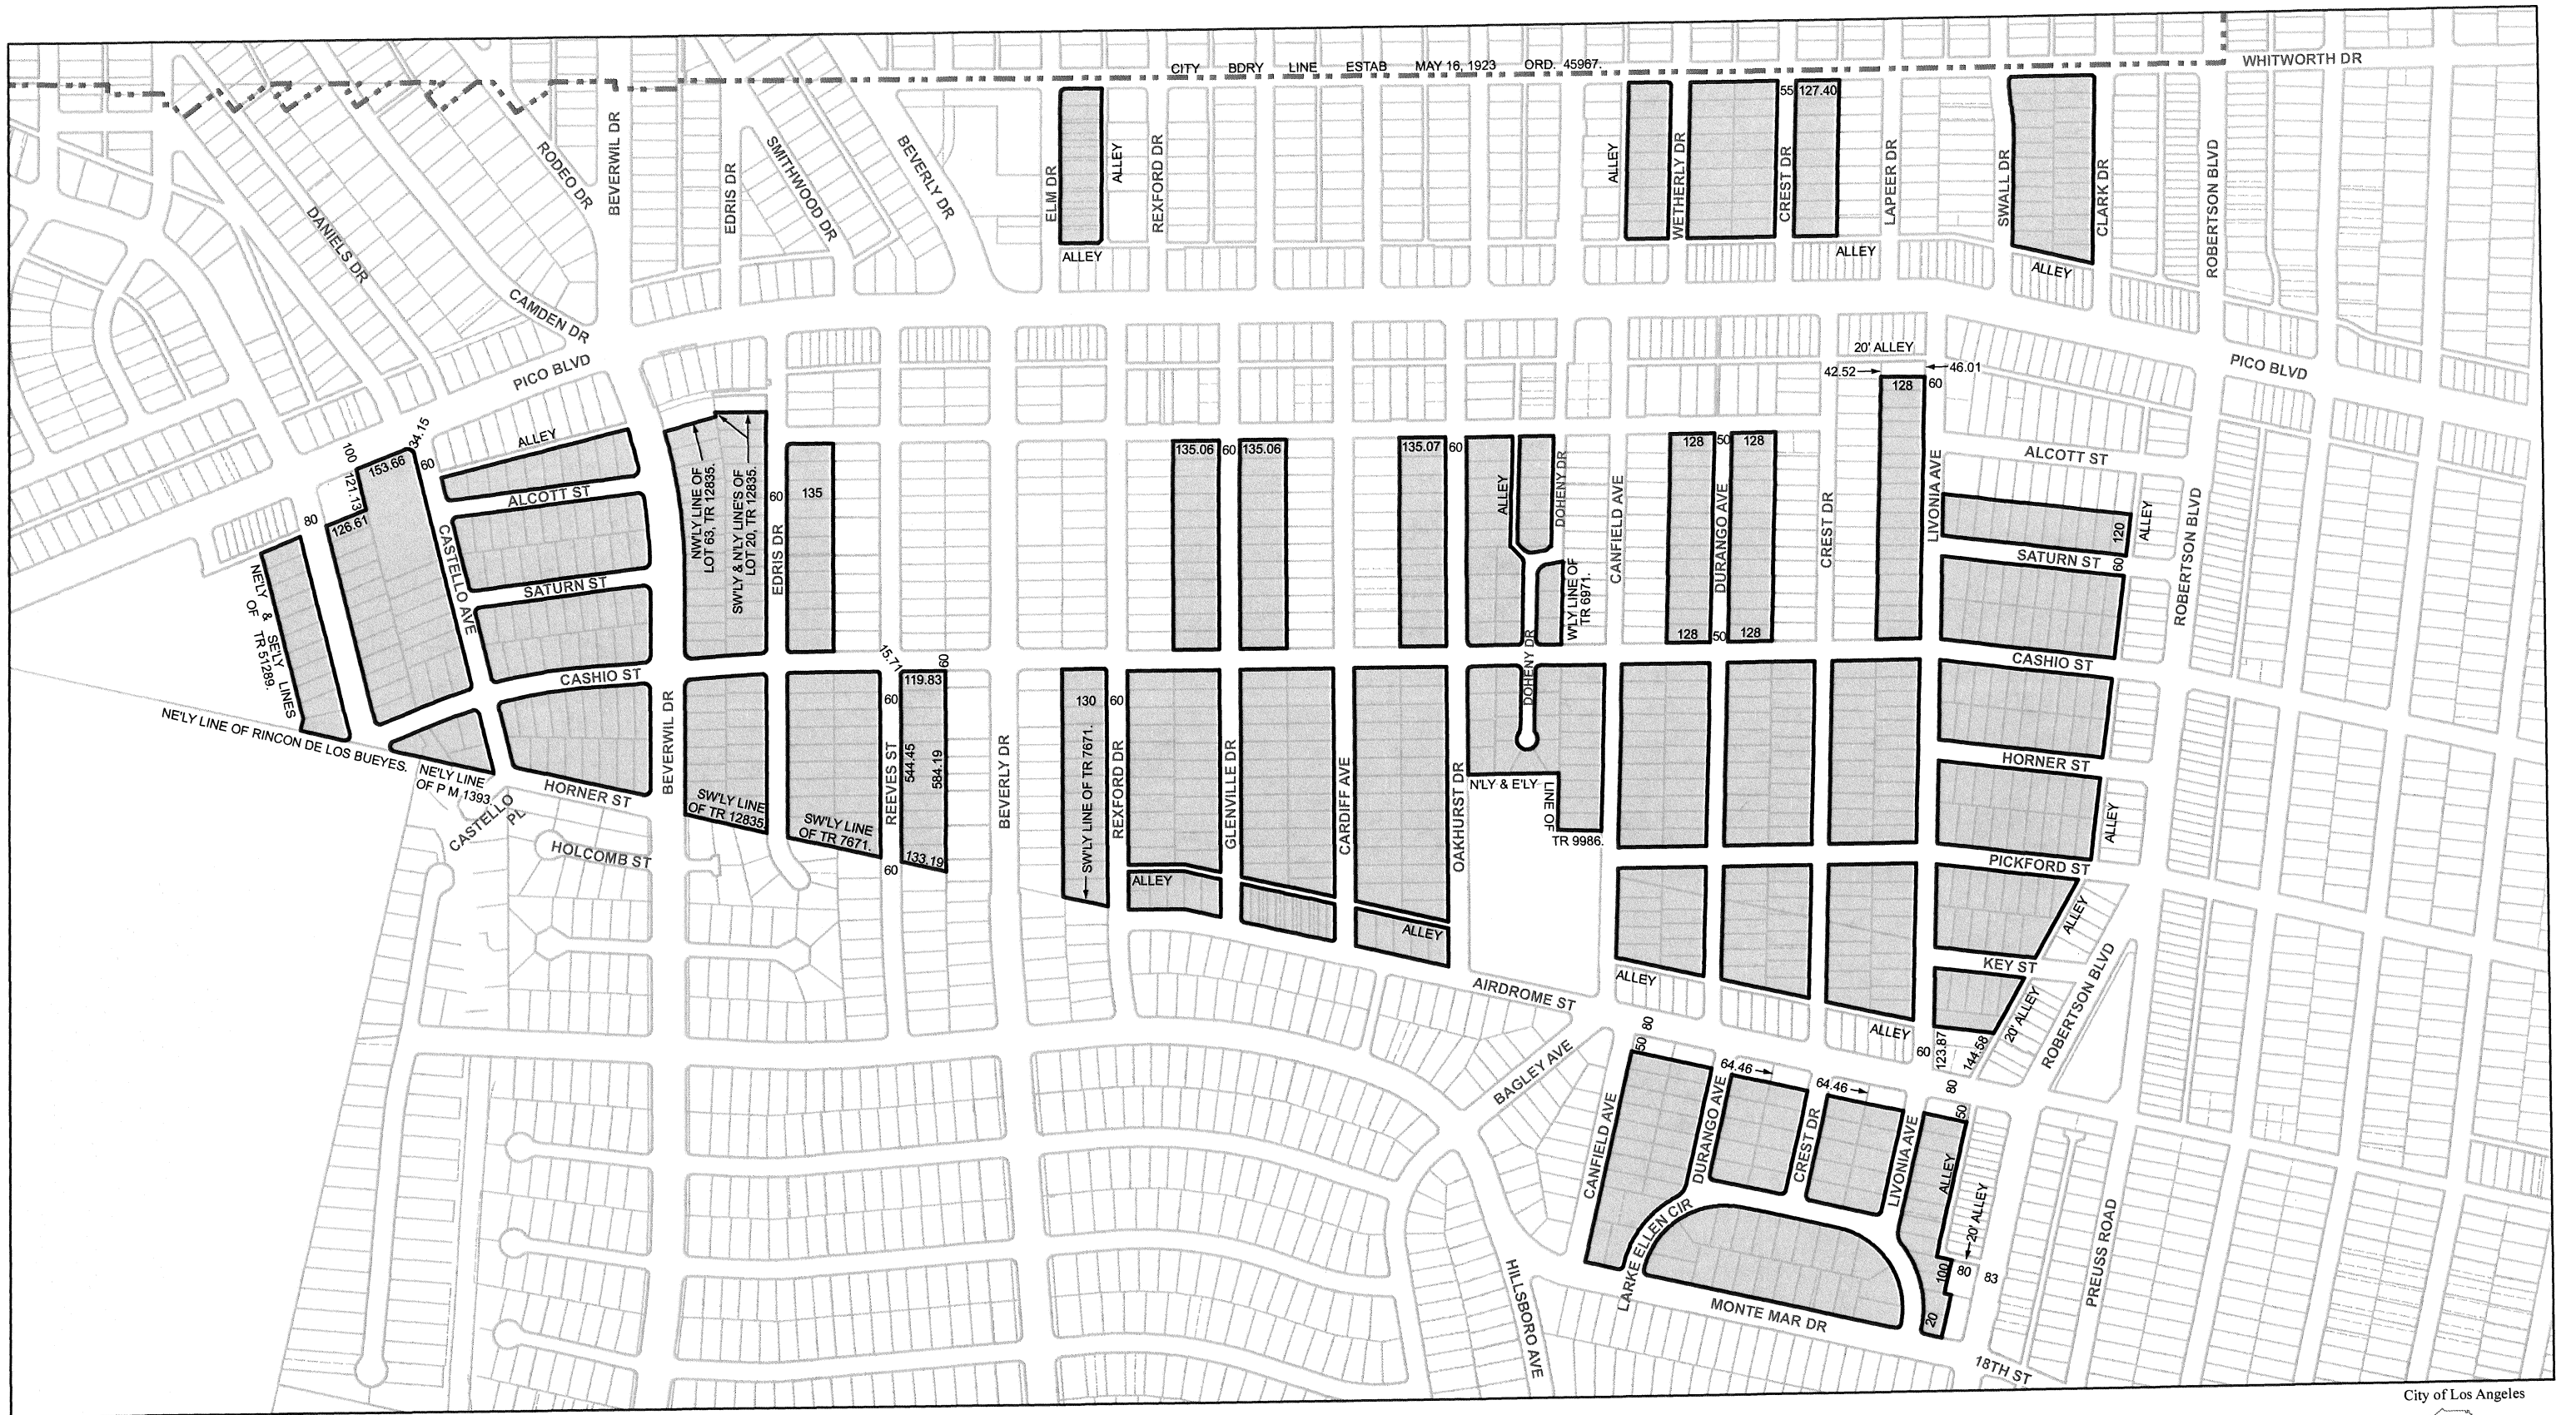 CITY BDRY LINE ESTAB MAY 16, 1923 ORD. 45967.
WHITWORTH DR
BEVERWIL DR
RODEO DR
EDRIS DR
SMITHWOOD DR
BEVERLY DR
ELM DR
ALLEY
REXFORD DR
ALLEY
WETHERLY DR
55
127.40
CREST DR
LAPEER DR
SWALL DR
CLARK DR
ROBERTSON BLVD
DANIELS DR
ALLEY
ALLEY
ALLEY
CAMDEN DR
PICO BLVD
20' ALLEY
42.52
46.01
128
60
PICO BLVD
34.15
100
153.66
60
121.13
126.61
80
ALLEY
ALCOTT ST
CASTELLO AVE
SATURN ST
CASHIO ST
NE'LY & SE'LY LINES
OF TR 51289.
NW'LY LINE OF
LOT 63, TR 12835.
SW'LY & N'LY LINE'S OF
LOT 20, TR 12835.
60
EDRIS DR
135
135.06
60
135.06
135.07
60
ALLEY
DOHENY DR
W'LY LINE OF
TR 6971.
CANFIELD AVE
128
50
128
DURANGO AVE
128
50
128
CREST DR
LIVONIA AVE
ALCOTT ST
120
ALLEY
SATURN ST
60
ROBERTSON BLVD
CASHIO ST
NE'LY LINE OF RINCON DE LOS BUEYES.
NE'LY LINE
OF P M 1393.
CASTELLO
PL
HORNER ST
HOLCOMB ST
BEVERWIL DR
SW'LY LINE
OF TR 12835.
SW'LY LINE
OF TR 7671.
15.71
60
119.83
60
REEVES ST
544.45
584.19
133.19
60
BEVERLY DR
130
60
SW'LY LINE OF TR 7671.
REXFORD DR
ALLEY
GLENVILLE DR
CARDIFF AVE
ALLEY
OAKHURST DR
DOHENY DR
N'LY & E'LY
LINE OF
TR 9986.
HORNER ST
ALLEY
PICKFORD ST
ALLEY
KEY ST
ROBERTSON BLVD
20' ALLEY
ALLEY
ALLEY
60
123.87
144.58
80
AIRDROME ST
BAGLEY AVE
80
50
64.46
64.46
50
CANFIELD AVE
DURANGO AVE
CREST DR
LIVONIA AVE
ALLEY
20' ALLEY
LARKE ELLEN CIR
100
80
83
20
MONTE MAR DR
HILLSBORO AVE
PREUSS ROAD
18TH ST
City of Los Angeles